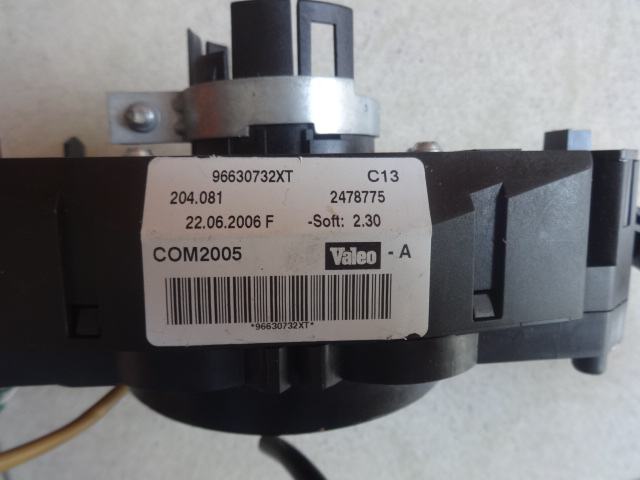 96630732XT C13
204.081 2478775
22.06.2006 F -Soft: 2.30
COM2005 Valeo - A
*96630732XT*